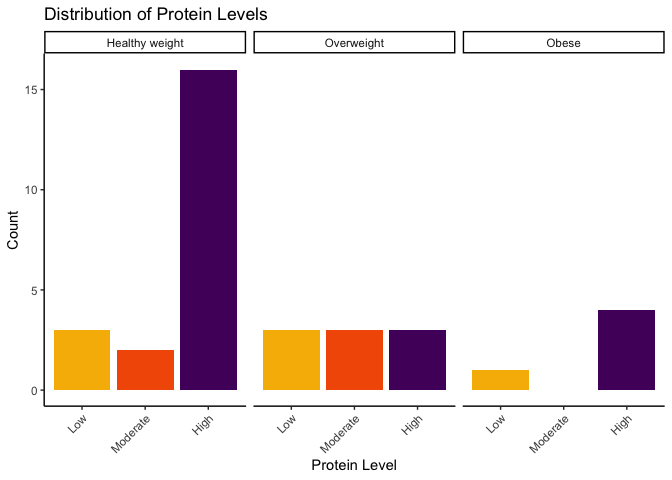 Distribution of Protein Levels
Healthy weight
Overweight
Obese
Count
15
10
5
0
Low
Moderate
High
Low
Moderate
High
Low
Moderate
High
Protein Level